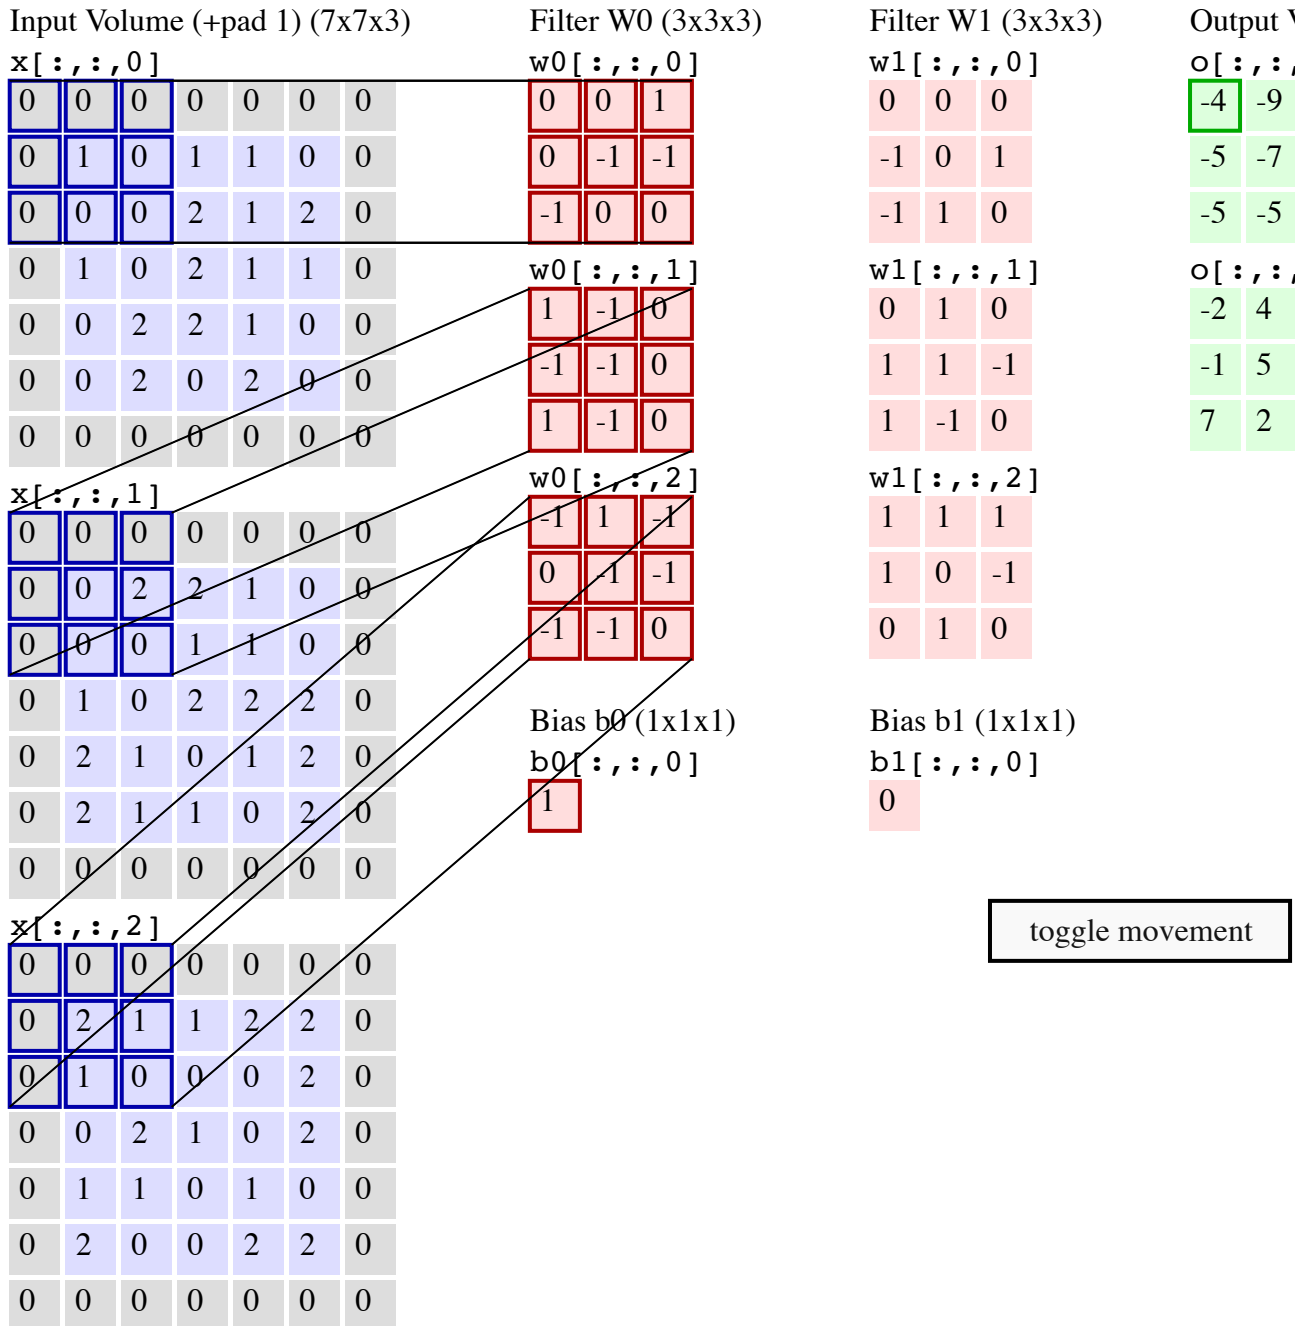 Input Volume (+pad 1) (7x7x3)
x[:,:,0]
0 0 0 0 0 0 0
0 1 0 1 1 0 0
0 0 0 2 1 2 0
0 1 0 2 1 1 0
0 0 2 2 1 0 0
0 0 2 0 2 0 0
0 0 0 0 0 0 0
x[:,:,1]
0 0 0 0 0 0 0
0 0 2 2 1 0 0
0 0 0 1 1 0 0
0 1 0 2 2 2 0
0 2 1 0 1 2 0
0 2 1 1 0 2 0
0 0 0 0 0 0 0
x[:,:,2]
0 0 0 0 0 0 0
0 2 1 1 2 2 0
0 1 0 0 0 2 0
0 0 2 1 0 2 0
0 1 1 0 1 0 0
0 2 0 0 2 2 0
0 0 0 0 0 0 0
Filter W0 (3x3x3)
w0[:,:,0]
0 0 1
0 -1 -1
-1 0 0
w0[:,:,1]
1 -1 0
-1 -1 0
1 -1 0
w0[:,:,2]
-1 1 -1
0 -1 -1
-1 -1 0
Bias b0 (1x1x1)
b0[:,:,0]
1
Filter W1 (3x3x3)
w1[:,:,0]
0 0 0
-1 0 1
-1 1 0
w1[:,:,1]
0 1 0
1 1 -1
1 -1 0
w1[:,:,2]
1 1 1
1 0 -1
0 1 0
Bias b1 (1x1x1)
b1[:,:,0]
0
Output
o[:,:,
-4 -9
-5 -7
-5 -5
o[:,:,
-2 4
-1 5
7 2
toggle movement